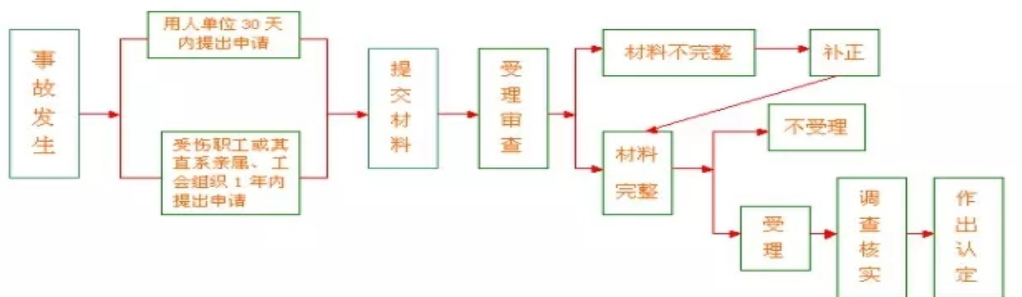 事故发生
用人单位 30 天
内提出申请
受伤职工或其
直系亲属、工
会组织 1 年内
提出申请
提交材料
受理审查
材料不完整
补正
材料
完整
不受理
受理
调查核实
作出认定